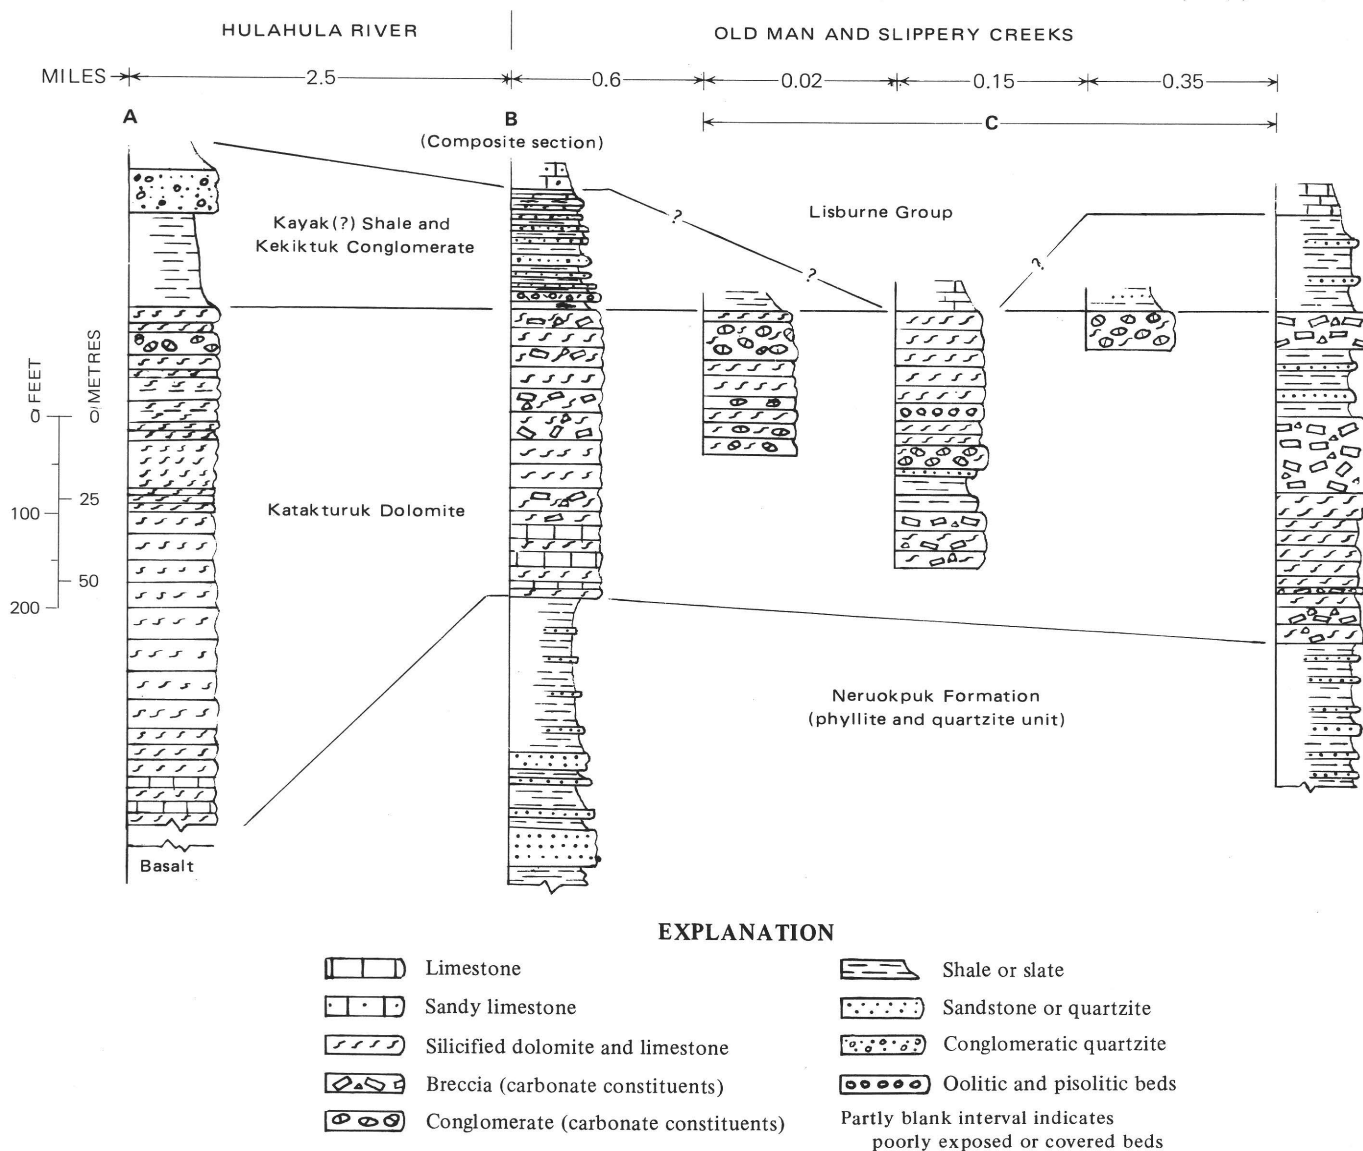 HULAHULA RIVER
OLD MAN AND SLIPPERY CREEKS
MILES 2.5 0.6 0.02 0.15 0.35
A B C
(Composite section)
Kayak(?) Shale and
Kekiktuk Conglomerate
Lisburne Group
? ? ?
FEET METRES
0 0
25
100
50
200
Katakturuk Dolomite
Neruokpuk Formation
(phyllite and quartzite unit)
Basalt
EXPLANATION
Limestone
Sandy limestone
Silicified dolomite and limestone
Breccia (carbonate constituents)
Conglomerate (carbonate constituents)
Shale or slate
Sandstone or quartzite
Conglomeratic quartzite
Oolitic and pisolitic beds
Partly blank interval indicates
poorly exposed or covered beds